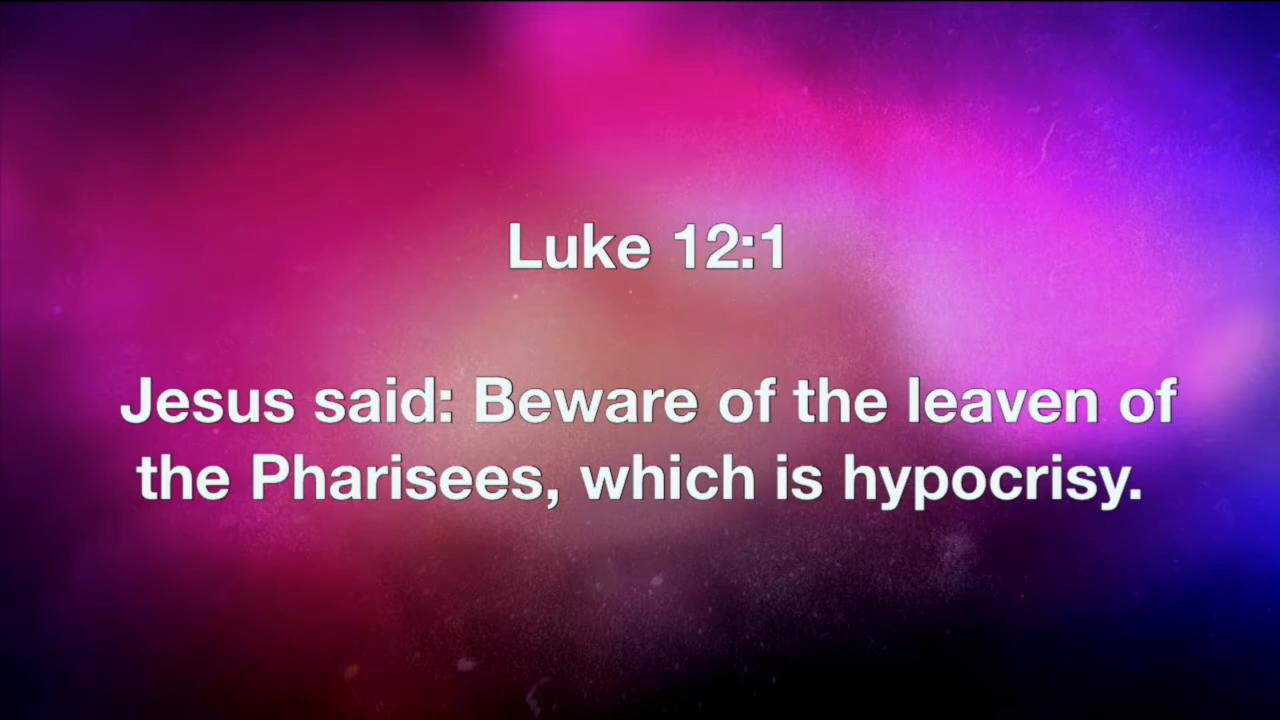 Luke 12:1
Jesus said: Beware of the leaven of
the Pharisees, which is hypocrisy.